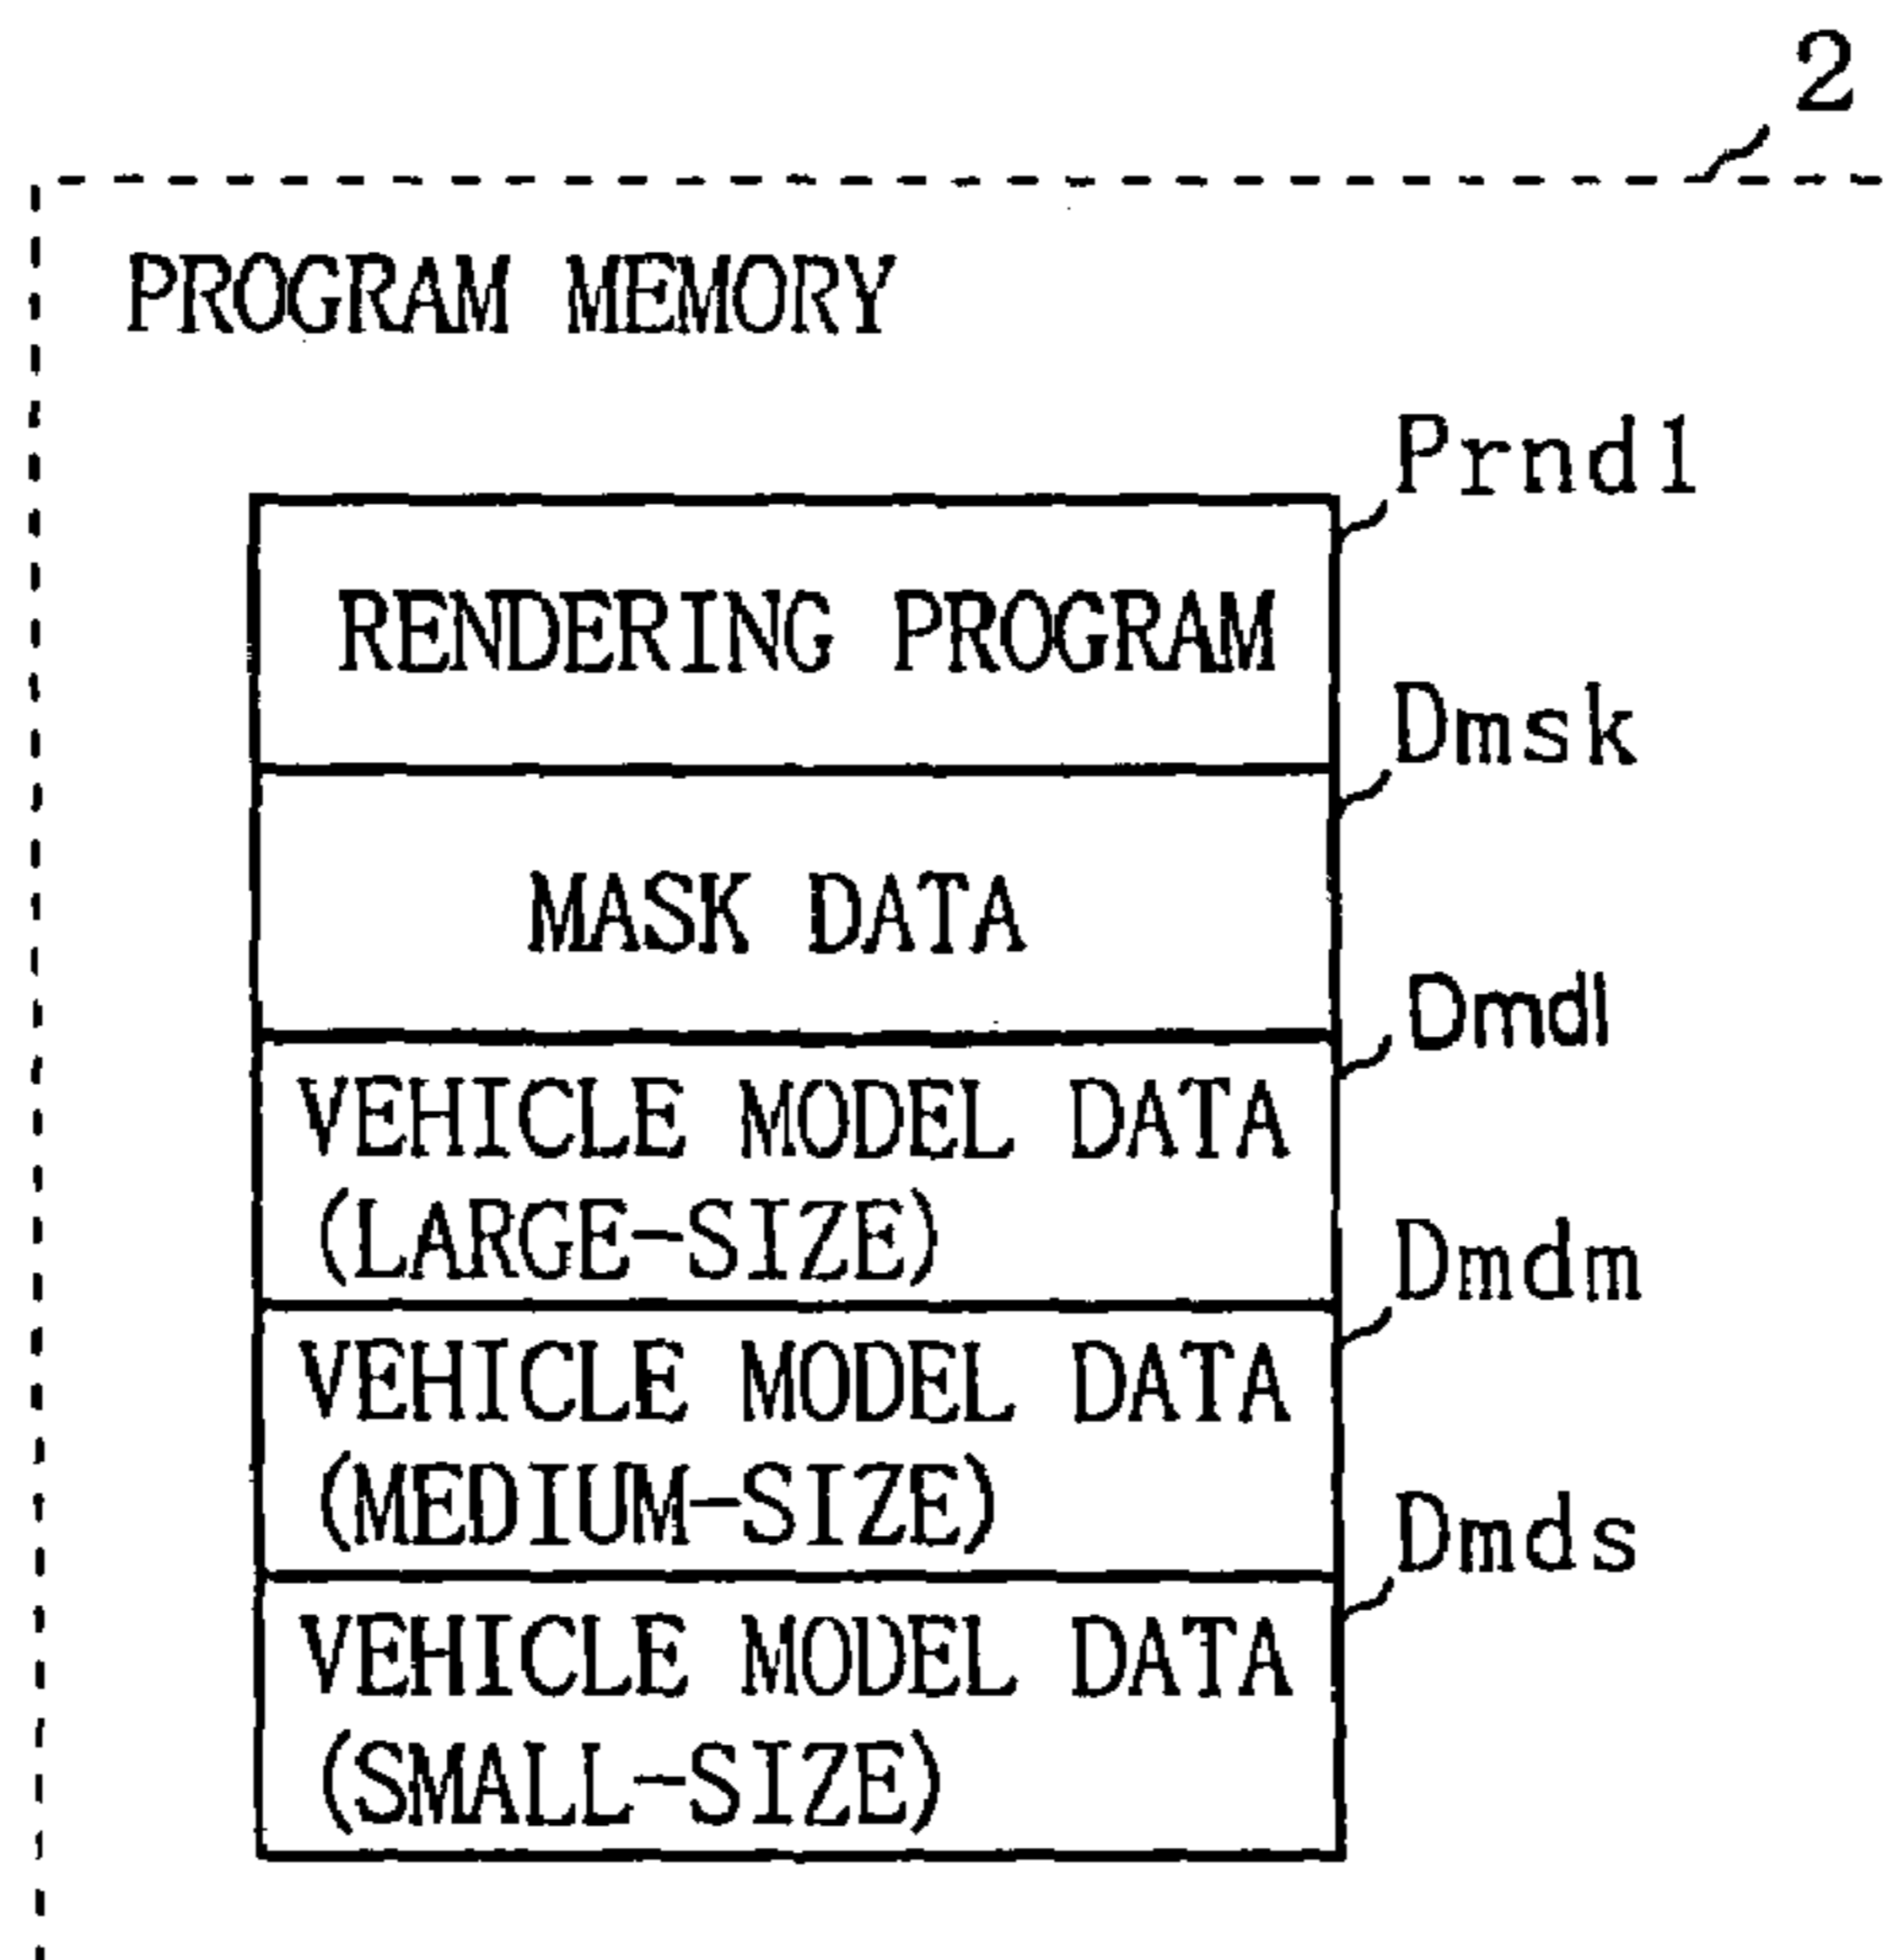 2
PROGRAM MEMORY
Prnd1
RENDERING PROGRAM
Dmsk
MASK DATA
Dmdl
VEHICLE MODEL DATA
(LARGE-SIZE)
Dmdm
VEHICLE MODEL DATA
(MEDIUM-SIZE)
Dmds
VEHICLE MODEL DATA
(SMALL-SIZE)